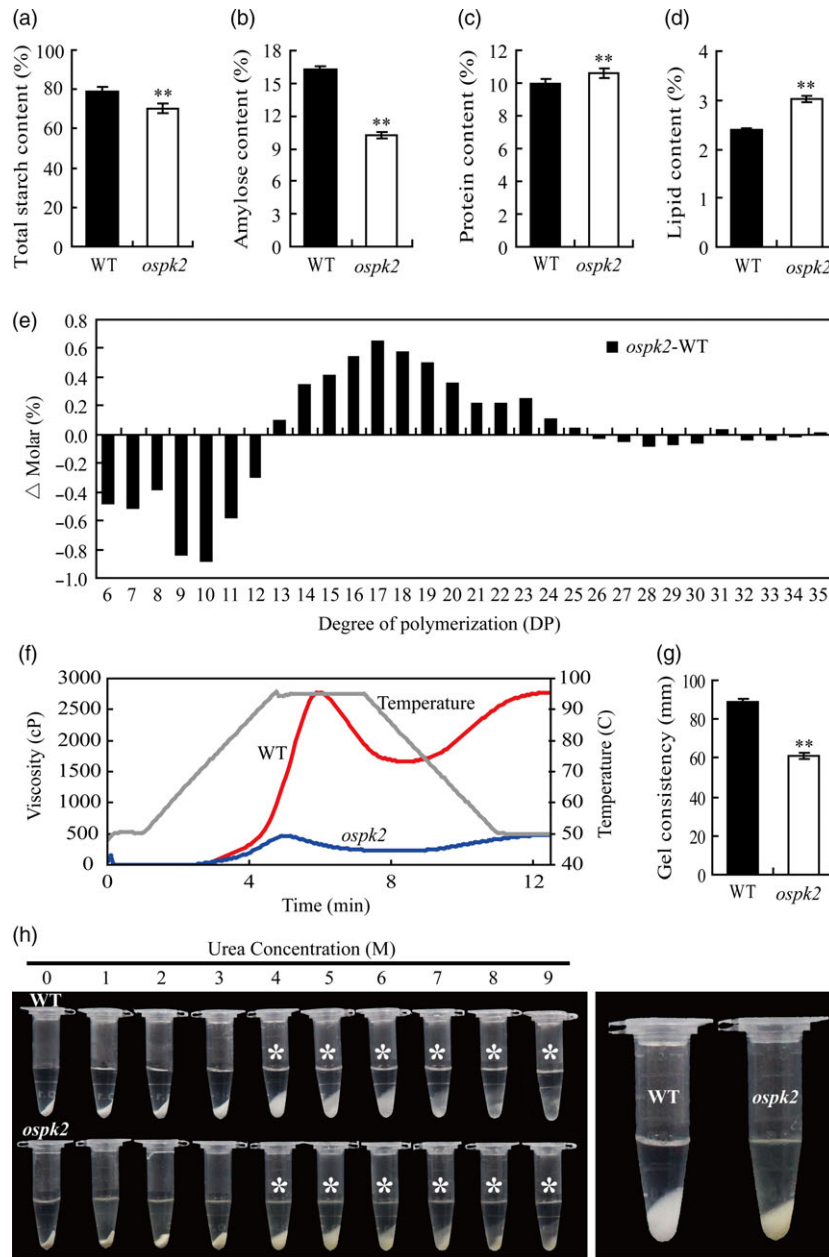 (a)
(b)
(c)
(d)
Total starch content (%)
100
80
60
40
20
0
**
WT
ospk2
Amylose content (%)
18
15
12
9
6
3
0
**
WT
ospk2
Protein content (%)
12
10
8
6
4
2
0
**
WT
ospk2
Lipid content (%)
4
3
2
1
0
**
WT
ospk2
(e)
△ Molar (%)
0.8
0.6
0.4
0.2
0.0
−0.2
−0.4
−0.6
−0.8
−1.0
ospk2-WT
6 7 8 9 10 11 12 13 14 15 16 17 18 19 20 21 22 23 24 25 26 27 28 29 30 31 32 33 34 35
Degree of polymerization (DP)
(f)
Viscosity (cP)
3000
2500
2000
1500
1000
500
0
Temperature
WT
ospk2
100
90
80
70
60
50
40
Temperature (C)
0 4 8 12
Time (min)
(g)
Gel consistency (mm)
100
80
60
40
20
0
**
WT
ospk2
(h)
Urea Concentration (M)
0 1 2 3 4 5 6 7 8 9
WT
* * * * * *
ospk2
* * * * * *
WT
ospk2